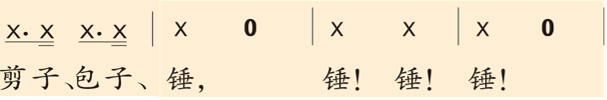 x. x x. x | x 0 | x x | x 0 |
剪子、包子、锤， 锤！ 锤！ 锤！